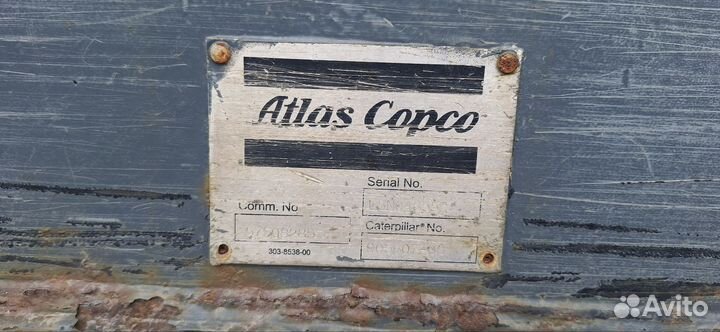 Atlas Copco
Serial No.
Comm. No
Caterpillar® No.
303-8538-00
Avito